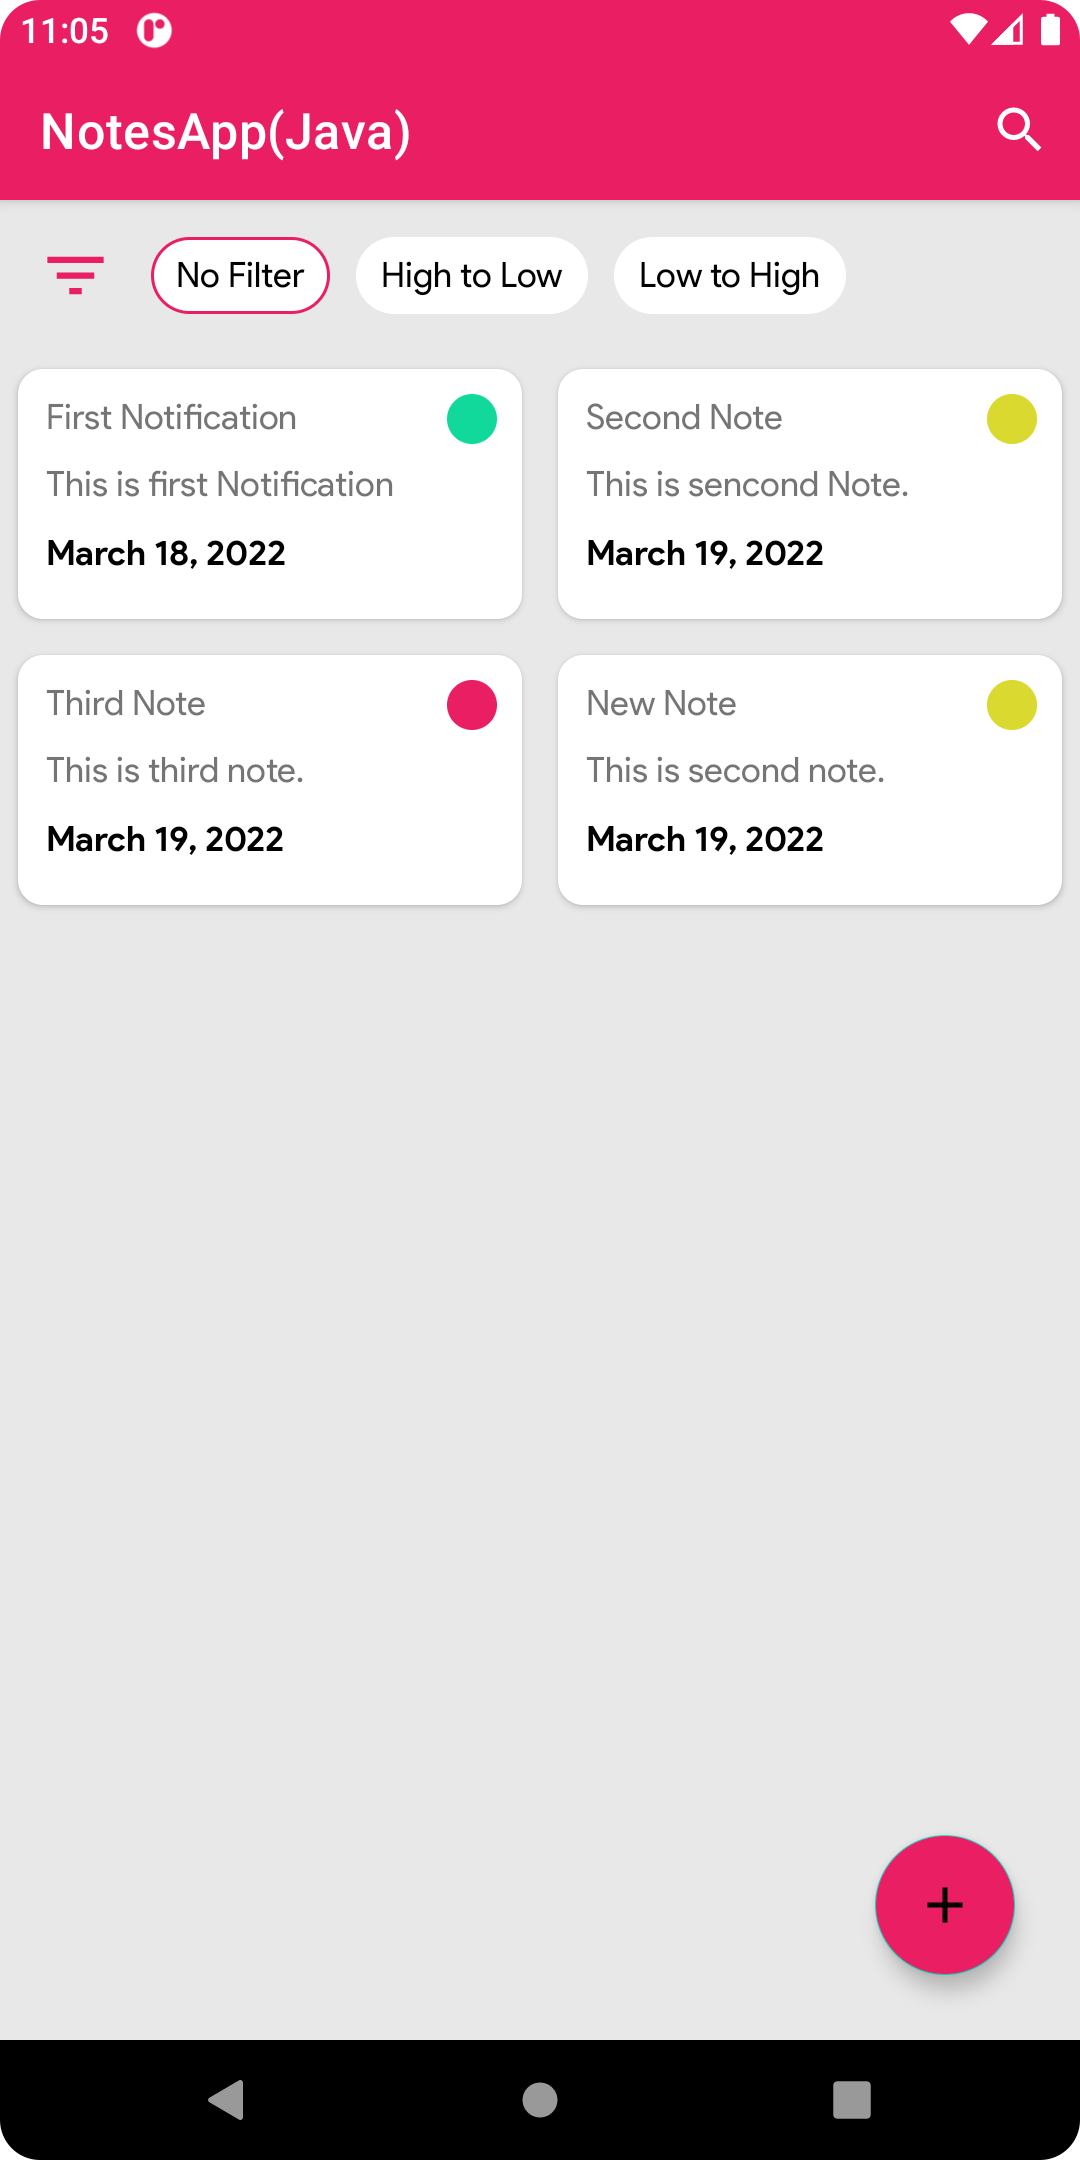 11:05
NotesApp(Java)
No Filter
High to Low
Low to High
First Notification
This is first Notification
March 18, 2022
Second Note
This is sencond Note.
March 19, 2022
Third Note
This is third note.
March 19, 2022
New Note
This is second note.
March 19, 2022